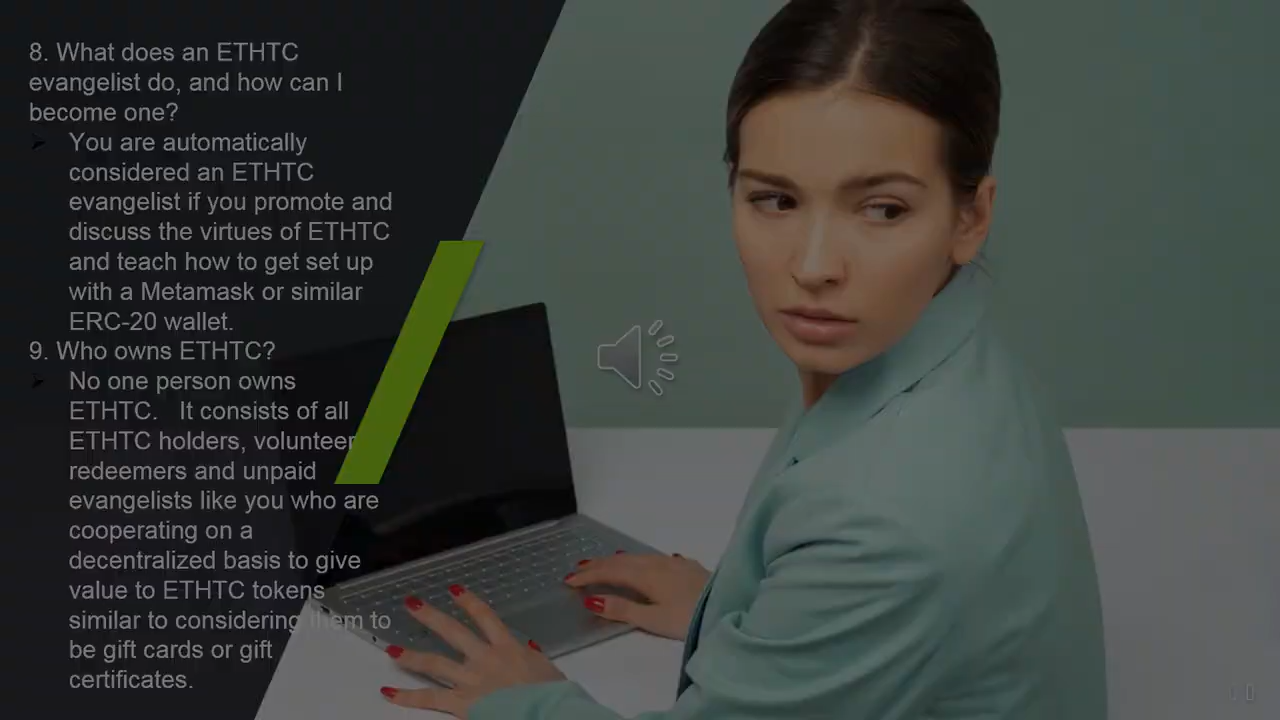 8. What does an ETHTC
evangelist do, and how can I
become one?
You are automatically
considered an ETHTC
evangelist if you promote and
discuss the virtues of ETHTC
and teach how to get set up
with a Metamask or similar
ERC-20 wallet.
9. Who owns ETHTC?
No one person owns
ETHTC.   It consists of all
ETHTC holders, volunteer
redeemers and unpaid
evangelists like you who are
cooperating on a
decentralized basis to give
value to ETHTC tokens
similar to considering them to
be gift cards or gift
certificates.